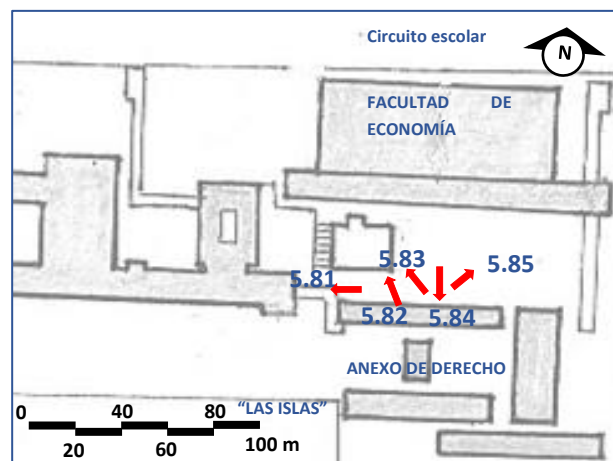 Circuito escolar
N
FACULTAD DE
ECONOMÍA
5.83
5.85
5.81
5.82
5.84
ANEXO DE DERECHO
"LAS ISLAS"
0 40 80
20 60 100 m